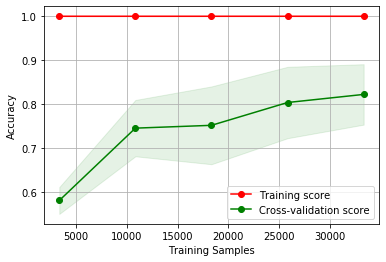 1.0
0.9
0.8
0.7
0.6
Accuracy
5000 10000 15000 20000 25000 30000
Training Samples
Training score
Cross-validation score